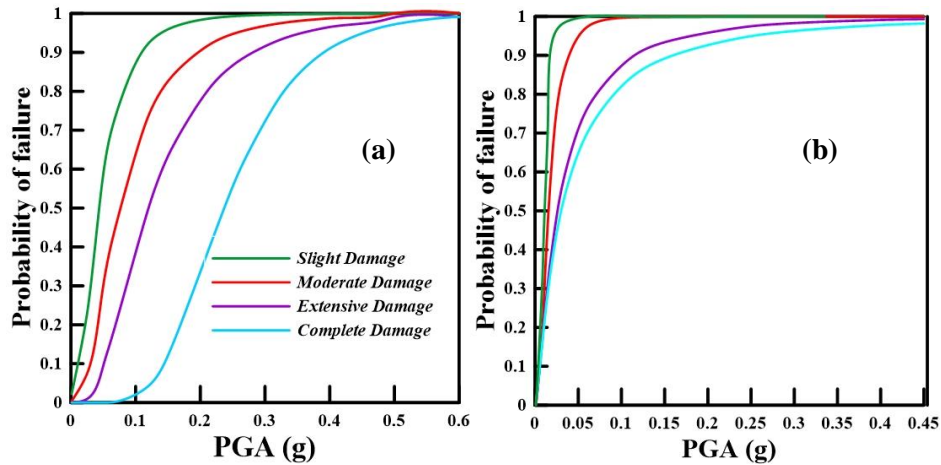 Probability of failure
1
0.9
0.8
0.7
0.6
0.5
0.4
0.3
0.2
0.1
0
(a)
Slight Damage
Moderate Damage
Extensive Damage
Complete Damage
0 0.1 0.2 0.3 0.4 0.5 0.6
PGA (g)
Probability of failure
1
0.9
0.8
0.7
0.6
0.5
0.4
0.3
0.2
0.1
1
(b)
0 0.05 0.1 0.15 0.2 0.25 0.3 0.35 0.4 0.45
PGA (g)